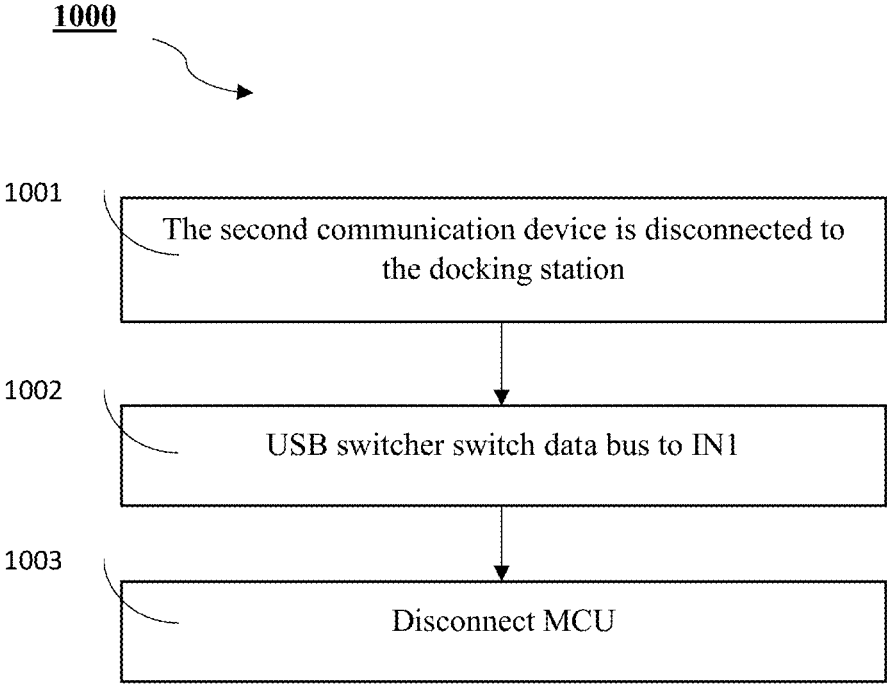 1000
1001
The second communication device is disconnected to
the docking station
1002
USB switcher switch data bus to IN1
1003
Disconnect MCU